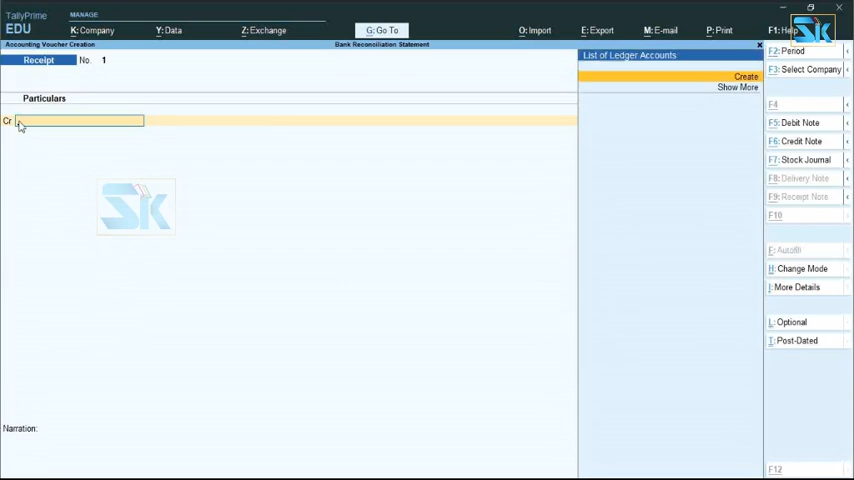 TallyPrime
EDU
MANAGE
K: Company
Y: Data
Z: Exchange
G: Go To
O: Import
E: Export
M: E-mail
P: Print
F1: Help
Accounting Voucher Creation
Bank Reconciliation Statement
Receipt No. 1
Particulars
Cr
Narration:
List of Ledger Accounts
Create
Show More
F2: Period
F3: Select Company
F4
F5: Debit Note
F6: Credit Note
F7: Stock Journal
F8: Delivery Note
F9: Receipt Note
F10
E: Autofill
H: Change Mode
I: More Details
L: Optional
T: Post-Dated
F12
SK
SK